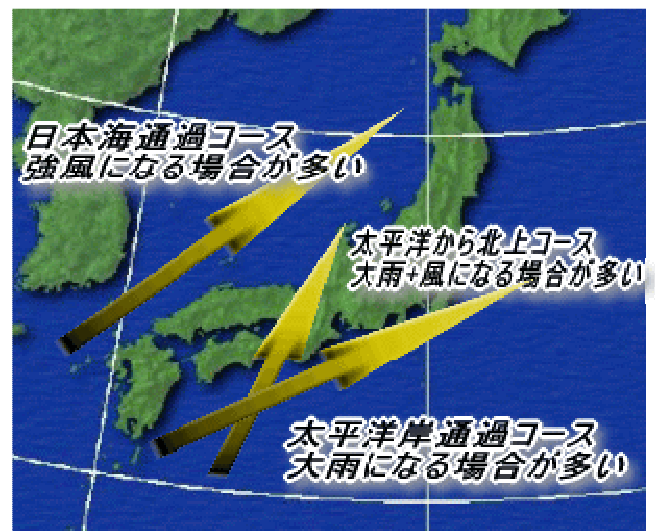 日本海通過コース
強風になる場合が多い
太平洋から北上コース
大雨+風になる場合が多い
太平洋岸通過コース
大雨になる場合が多い